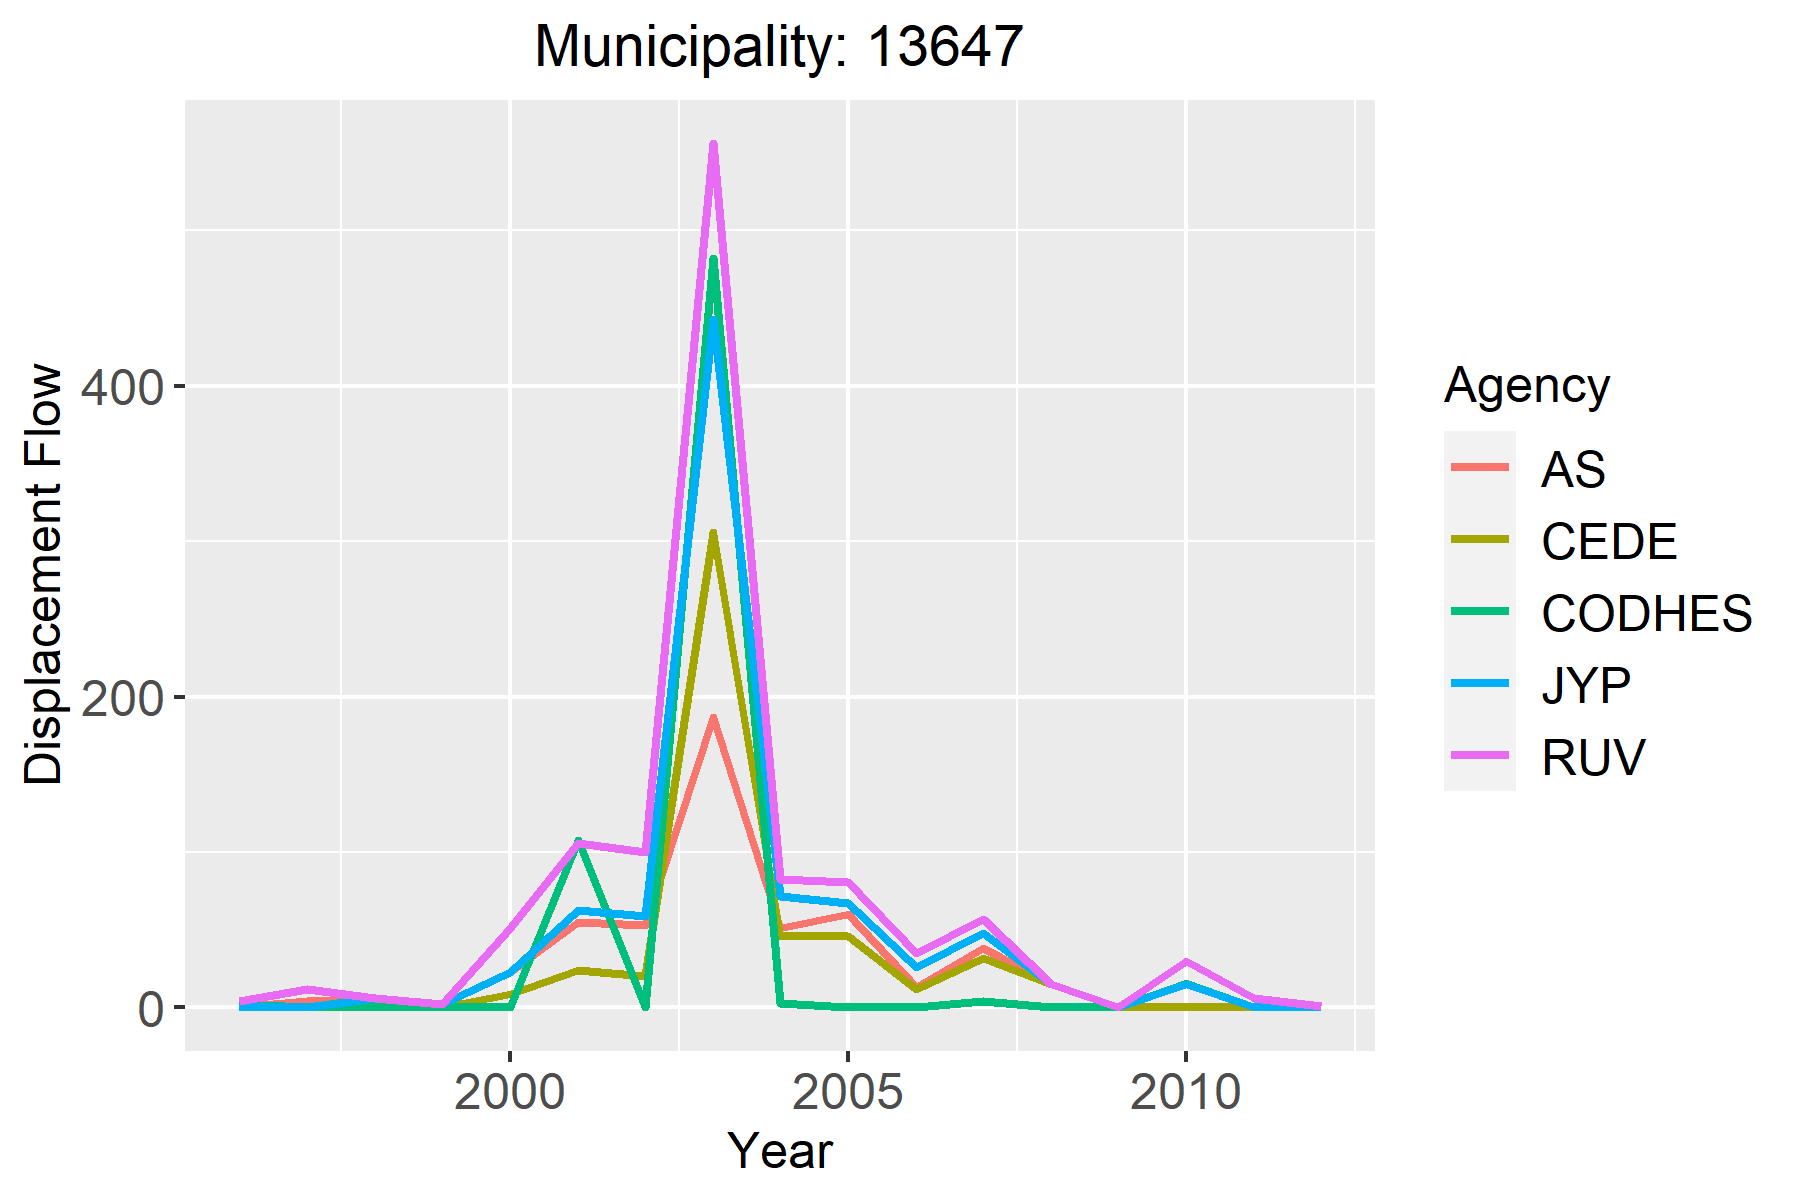 Municipality: 13647
Displacement Flow
400
200
0
2000 2005 2010
Year
Agency
AS
CEDE
CODHES
JYP
RUV